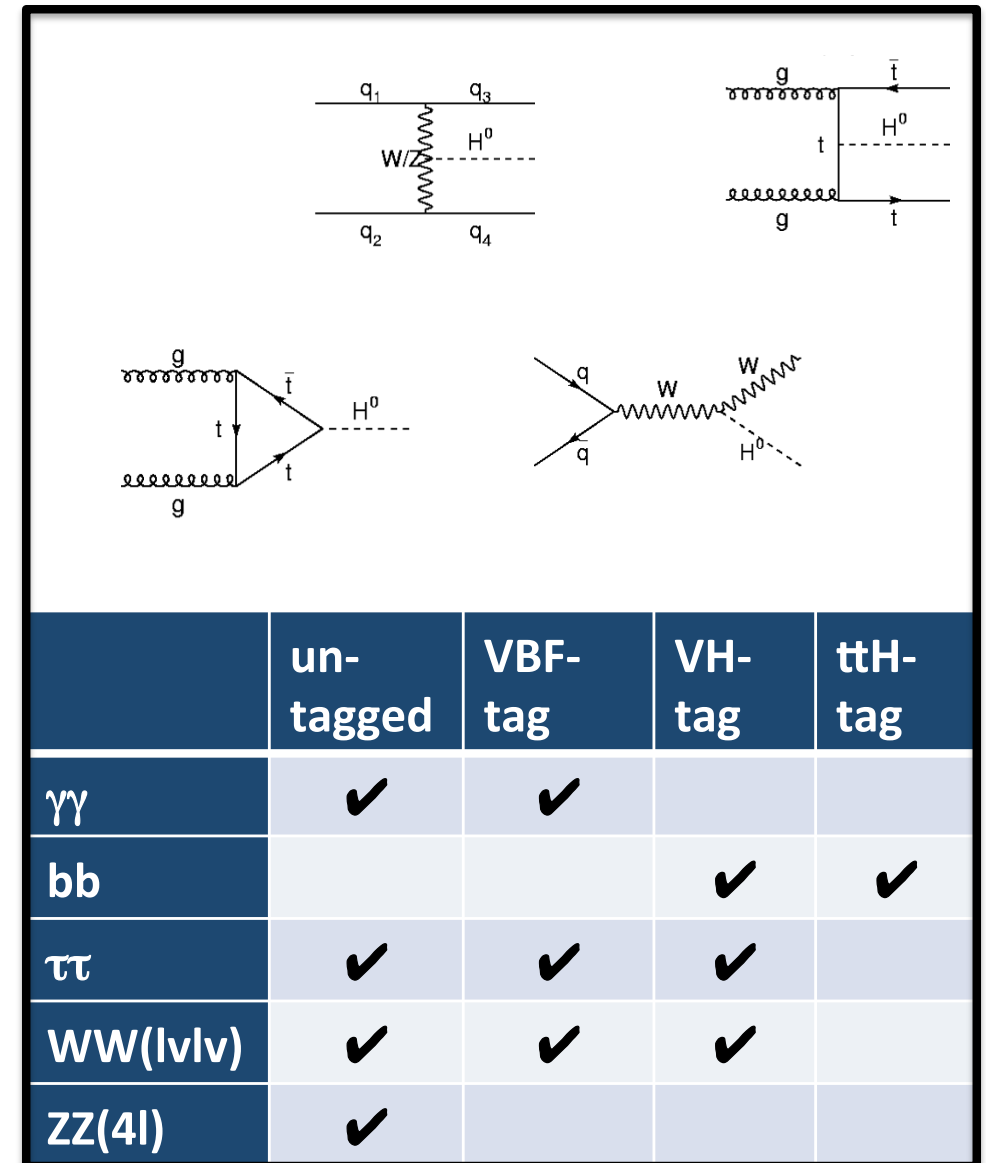 q₁ q₃
W/Z H⁰
q₂ q₄
g t̄
t H⁰
g t
g t̄
t H⁰
g t
q W W
q̄ H⁰
un-tagged VBF-tag VH-tag ttH-tag
γγ ✔ ✔
bb ✔ ✔
ττ ✔ ✔ ✔
WW(lνlν) ✔ ✔ ✔
ZZ(4l) ✔